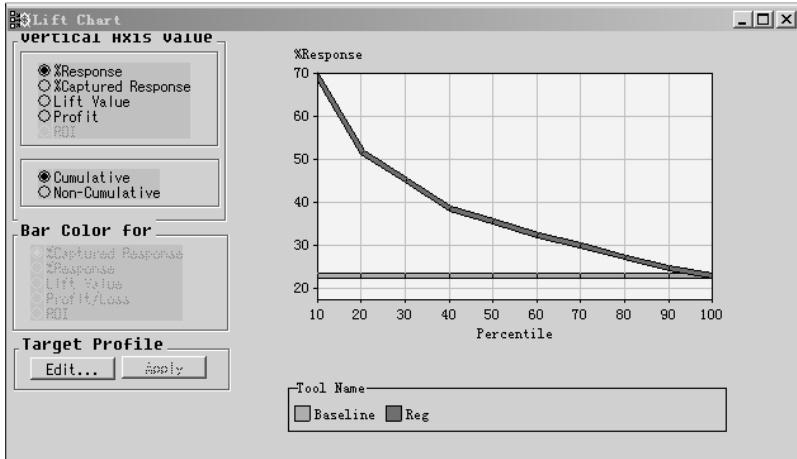 Lift Chart
Vertical Axis Value
%Response
%Captured Response
Lift Value
Profit
ROI
Cumulative
Non-Cumulative
Bar Color for
%Captured Response
%Response
Lift Value
Profit/Loss
ROI
Target Profile
Edit...
Apply
%Response
70
60
50
40
30
20
10
20
30
40
50
60
70
80
90
100
Percentile
Tool Name
Baseline
Reg